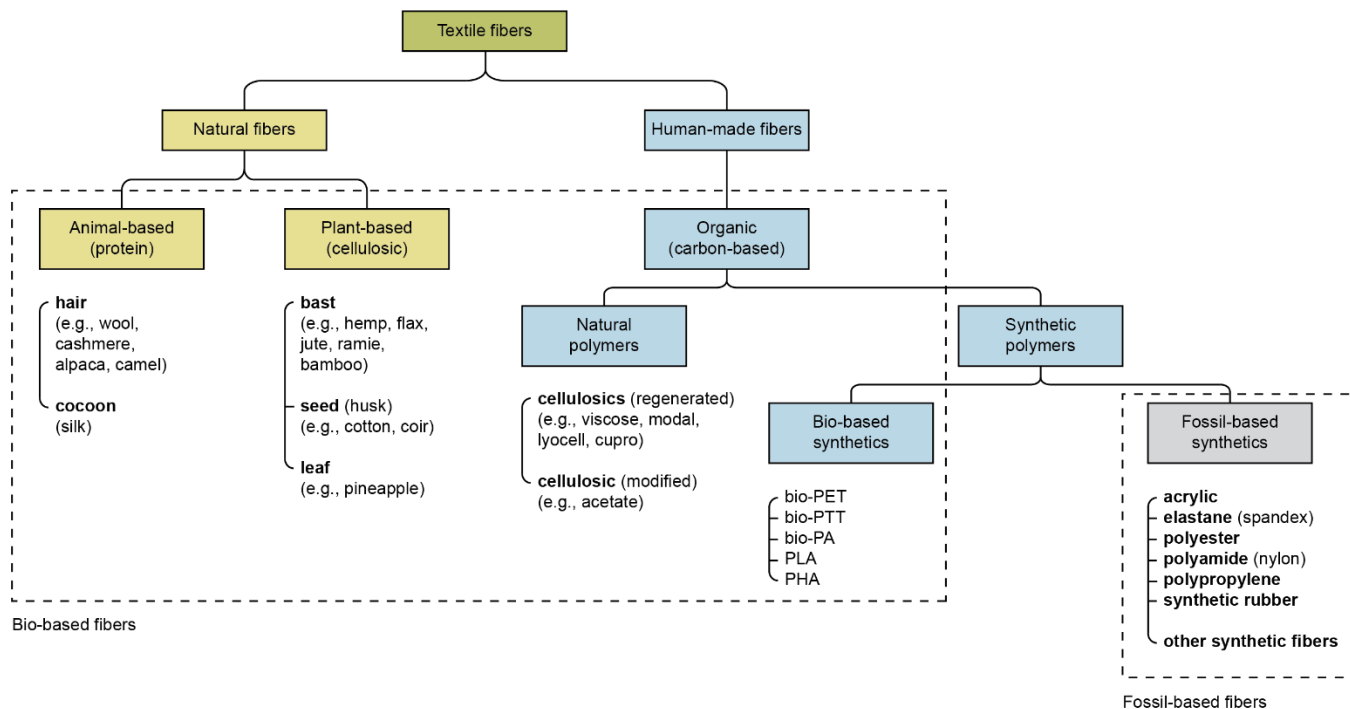 Textile fibers
Natural fibers
Human-made fibers
Animal-based
(protein)
Plant-based
(cellulosic)
Organic
(carbon-based)
hair
(e.g., wool,
cashmere,
alpaca, camel)
cocoon
(silk)
bast
(e.g., hemp, flax,
jute, ramie,
bamboo)
seed (husk)
(e.g., cotton, coir)
leaf
(e.g., pineapple)
Natural
polymers
Synthetic
polymers
cellulosics (regenerated)
(e.g., viscose, modal,
lyocell, cupro)
cellulosic (modified)
(e.g., acetate)
Bio-based
synthetics
Fossil-based
synthetics
bio-PET
bio-PTT
bio-PA
PLA
PHA
acrylic
elastane (spandex)
polyester
polyamide (nylon)
polypropylene
synthetic rubber
other synthetic fibers
Bio-based fibers
Fossil-based fibers